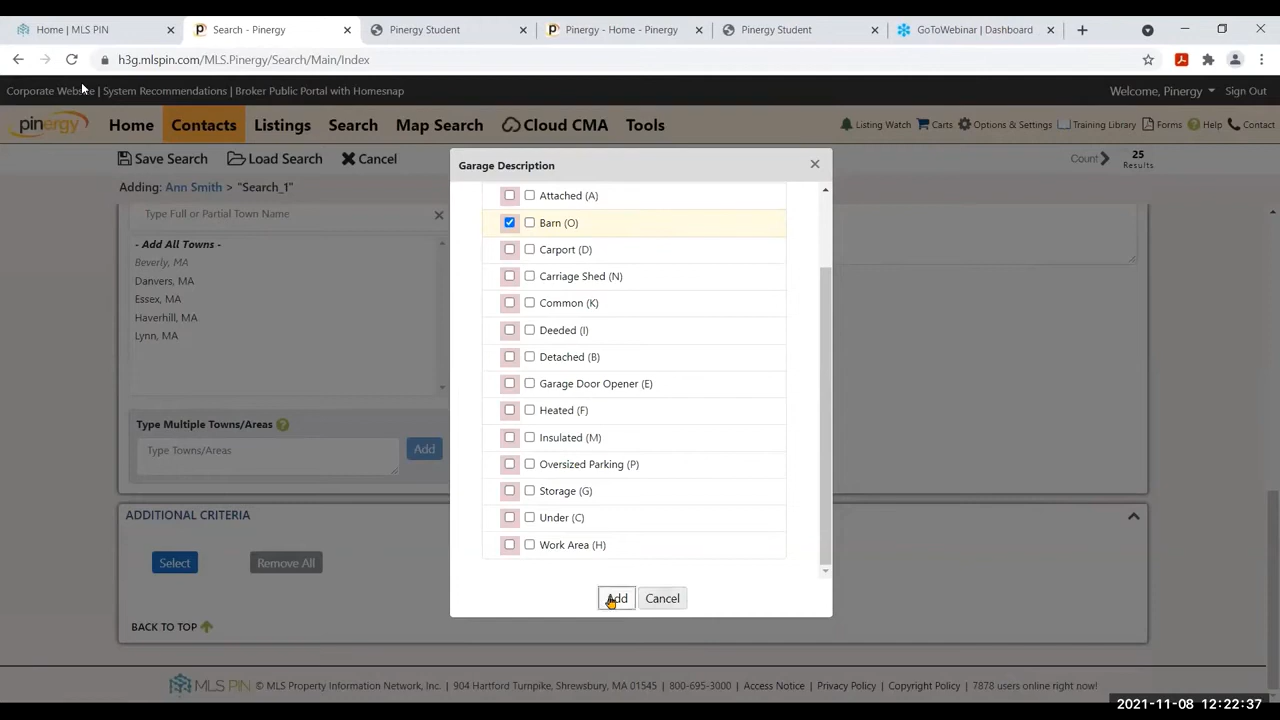 Home | MLS PIN
Search - Pinergy
Pinergy Student
Pinergy - Home - Pinergy
Pinergy Student
GoToWebinar | Dashboard
h3g.mlspin.com/MLS.Pinergy/Search/Main/Index
Corporate Website | System Recommendations | Broker Public Portal with Homesnap
Welcome, Pinergy
Sign Out
pinergy
Home
Contacts
Listings
Search
Map Search
Cloud CMA
Tools
Listing Watch
Carts
Options & Settings
Training Library
Forms
Help
Contact
Save Search
Load Search
Cancel
Count
25
Results
Adding: Ann Smith > "Search_1"
Type Full or Partial Town Name
- Add All Towns -
Beverly, MA
Danvers, MA
Essex, MA
Haverhill, MA
Lynn, MA
Type Multiple Towns/Areas
Type Towns/Areas
Add
Garage Description
Attached (A)
Barn (O)
Carport (D)
Carriage Shed (N)
Common (K)
Deeded (I)
Detached (B)
Garage Door Opener (E)
Heated (F)
Insulated (M)
Oversized Parking (P)
Storage (G)
Under (C)
Work Area (H)
Add
Cancel
ADDITIONAL CRITERIA
Select
Remove All
BACK TO TOP
MLS PIN © MLS Property Information Network, Inc. | 904 Hartford Turnpike, Shrewsbury, MA 01545 | 800-695-3000 | Access Notice | Privacy Policy | Copyright Policy | 7878 users online right now!
2021-11-08 12:22:37